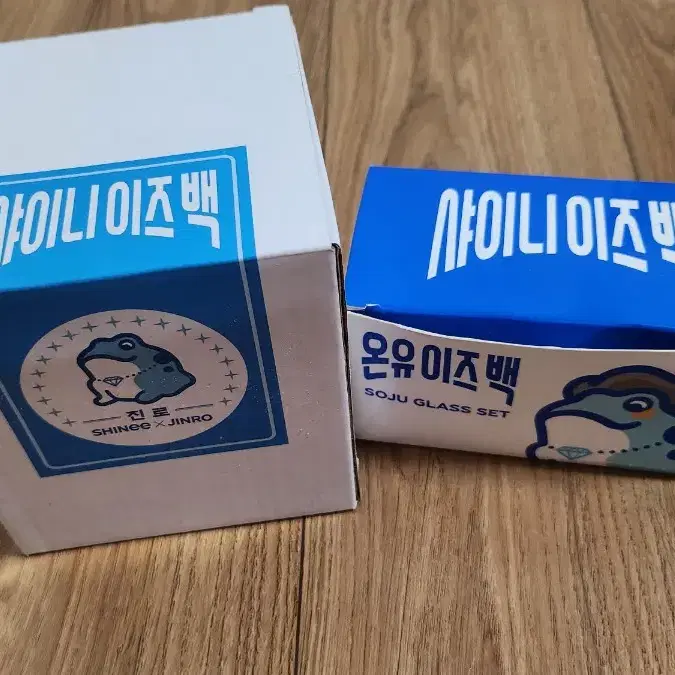 샤이니 이즈 백
진로
SHINee × JINRO
샤이니 이즈 백
온유 이즈 백
SOJU GLASS SET